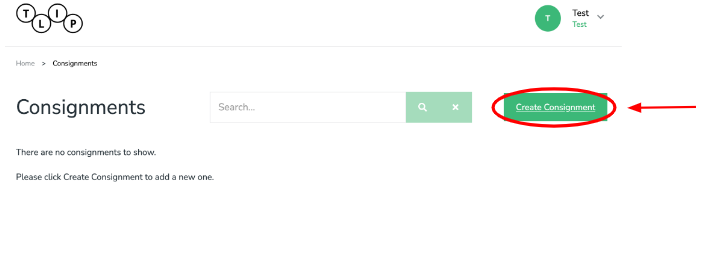 TLIP
T
Test
Test
Home > Consignments
Consignments
Search...
Create Consignment
There are no consignments to show.
Please click Create Consignment to add a new one.